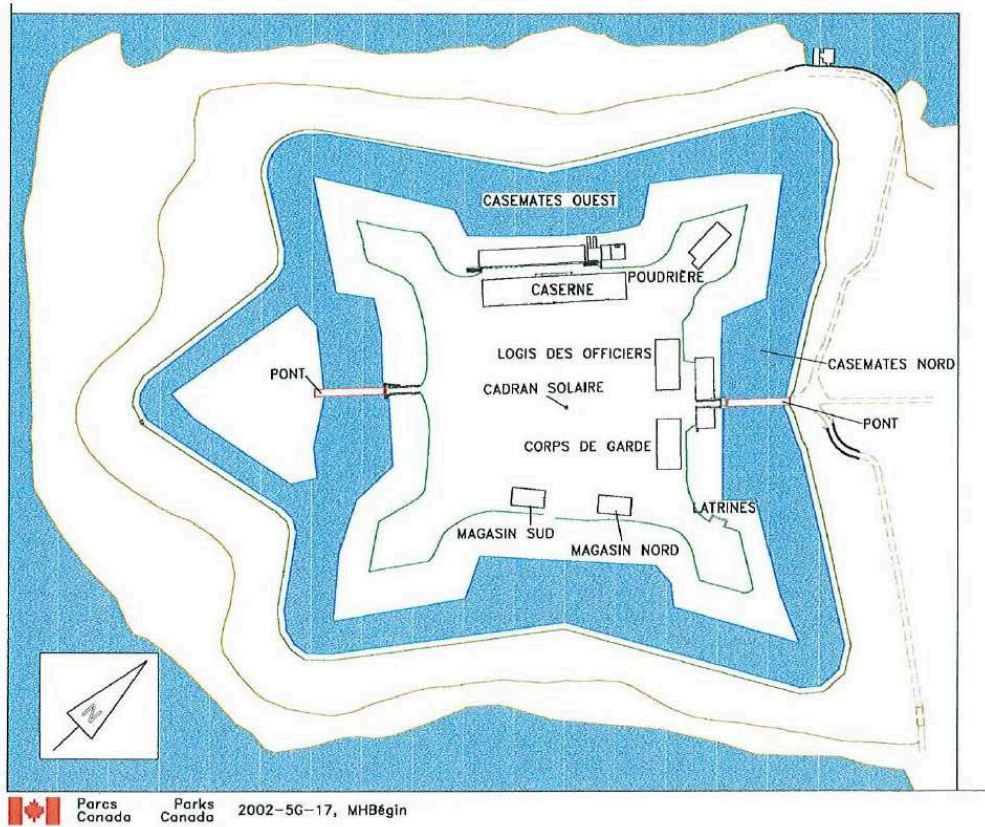 CASEMATES OUEST
POUDRIÈRE
CASERNE
LOGIS DES OFFICIERS
CASEMATES NORD
PONT
CADRAN SOLAIRE
PONT
CORPS DE GARDE
LATRINES
MAGASIN SUD
MAGASIN NORD
N
Parcs Canada
Parks Canada
2002-5G-17, MHBégin